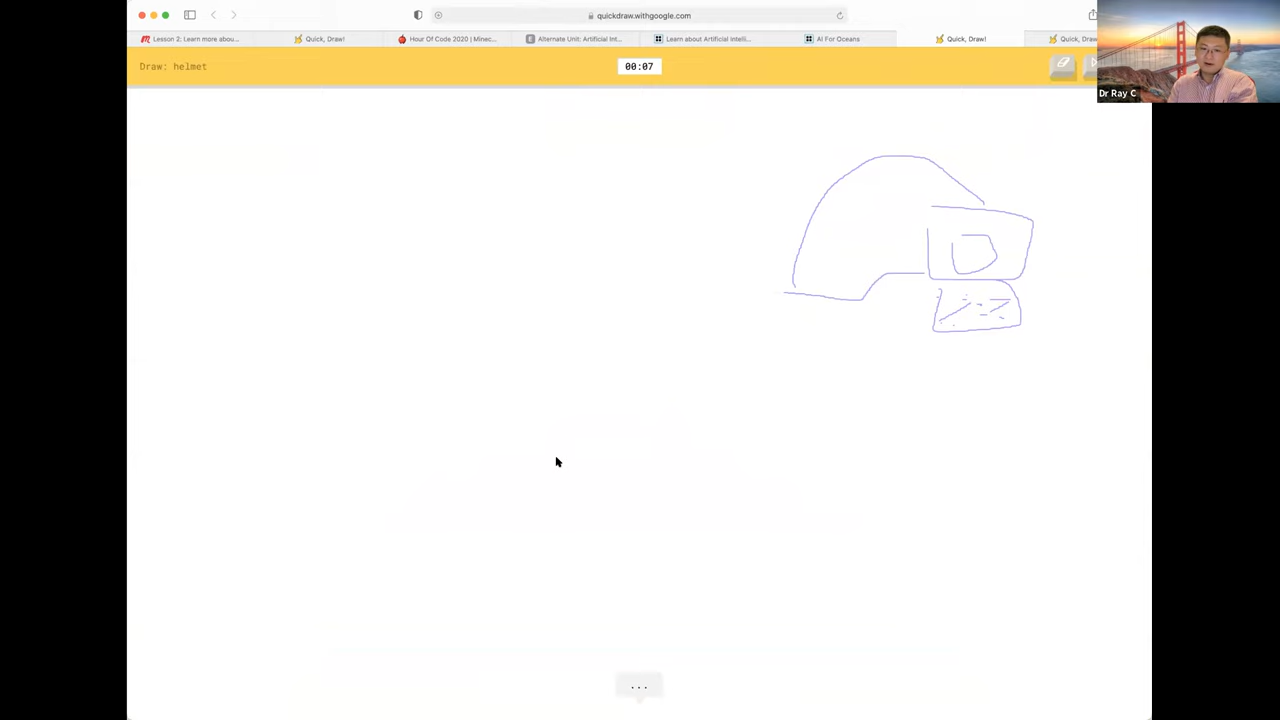 quickdraw.withgoogle.com
Lesson 2: Learn more abou...
Quick, Draw!
Hour Of Code 2020 | Minec...
Alternate Unit: Artificial Int...
Learn about Artificial Intelli...
AI For Oceans
Quick, Draw!
Quick, Draw
Draw: helmet
00:07
Dr Ray C
D
...